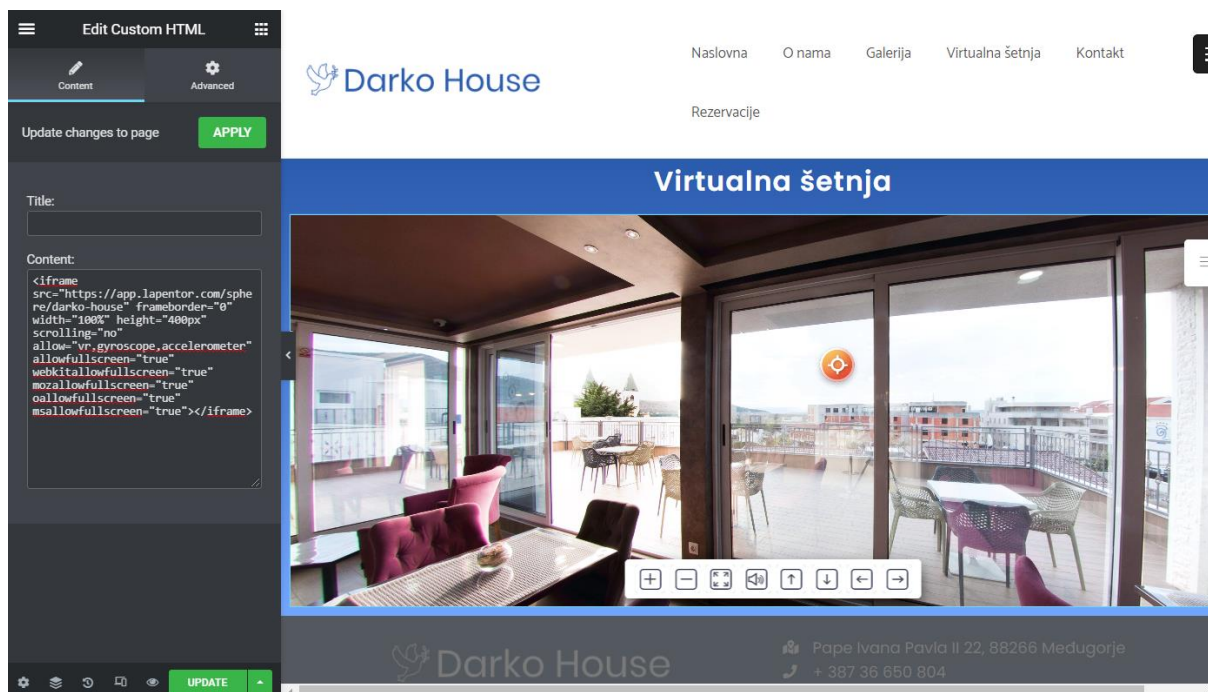 Edit Custom HTML
Content
Advanced
Update changes to page
APPLY
Title:
Content:
<iframe
src="https://app.lapentor.com/sphe
re/darko-house" frameborder="0"
width="100%" height="400px"
scrolling="no"
allow="vr,gyroscope,accelerometer"
allowfullscreen="true"
webkitallowfullscreen="true"
mozallowfullscreen="true"
oallowfullscreen="true"
msallowfullscreen="true"></iframe>
UPDATE
Darko House
Naslovna O nama Galerija Virtualna šetnja Kontakt
Rezervacije
Virtualna šetnja
Darko House
Pape Ivana Pavla II 22, 88266 Međugorje
+ 387 36 650 804